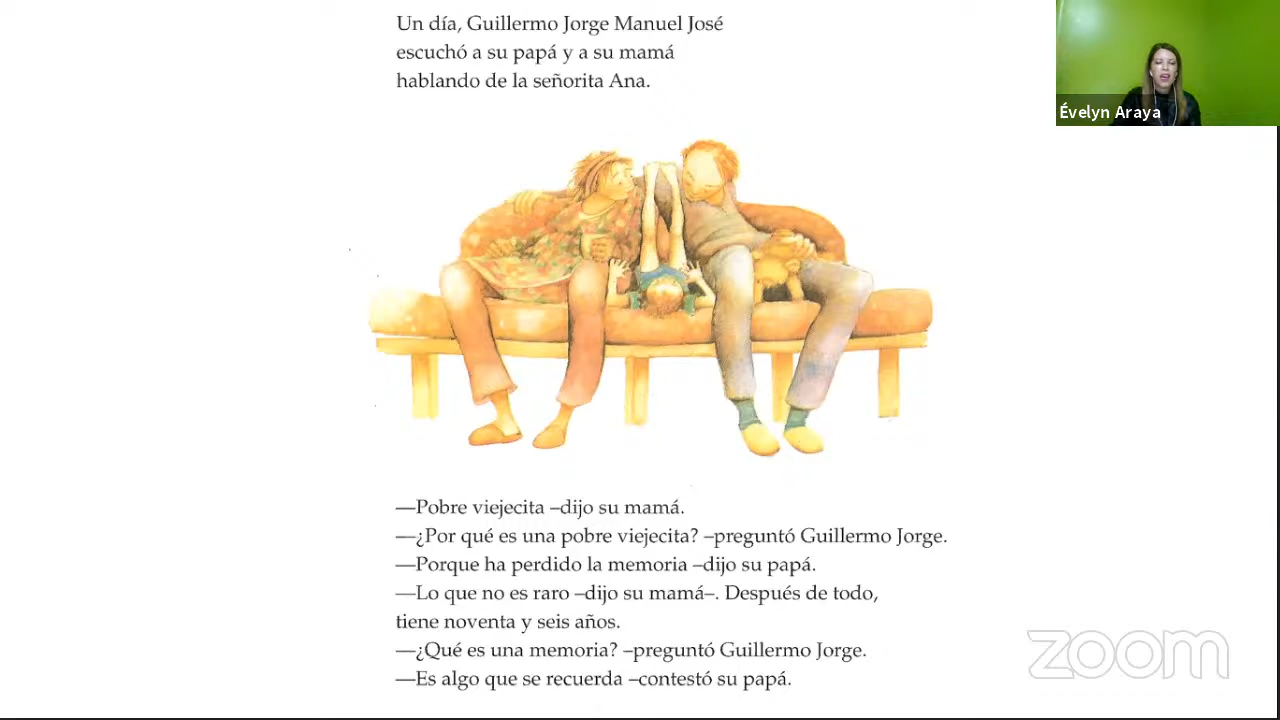 Un día, Guillermo Jorge Manuel José
escuchó a su papá y a su mamá
hablando de la señorita Ana.
Évelyn Araya
—Pobre viejecita –dijo su mamá.
—¿Por qué es una pobre viejecita? –preguntó Guillermo Jorge.
—Porque ha perdido la memoria –dijo su papá.
—Lo que no es raro –dijo su mamá–. Después de todo,
tiene noventa y seis años.
—¿Qué es una memoria? –preguntó Guillermo Jorge.
—Es algo que se recuerda –contestó su papá.
zoom